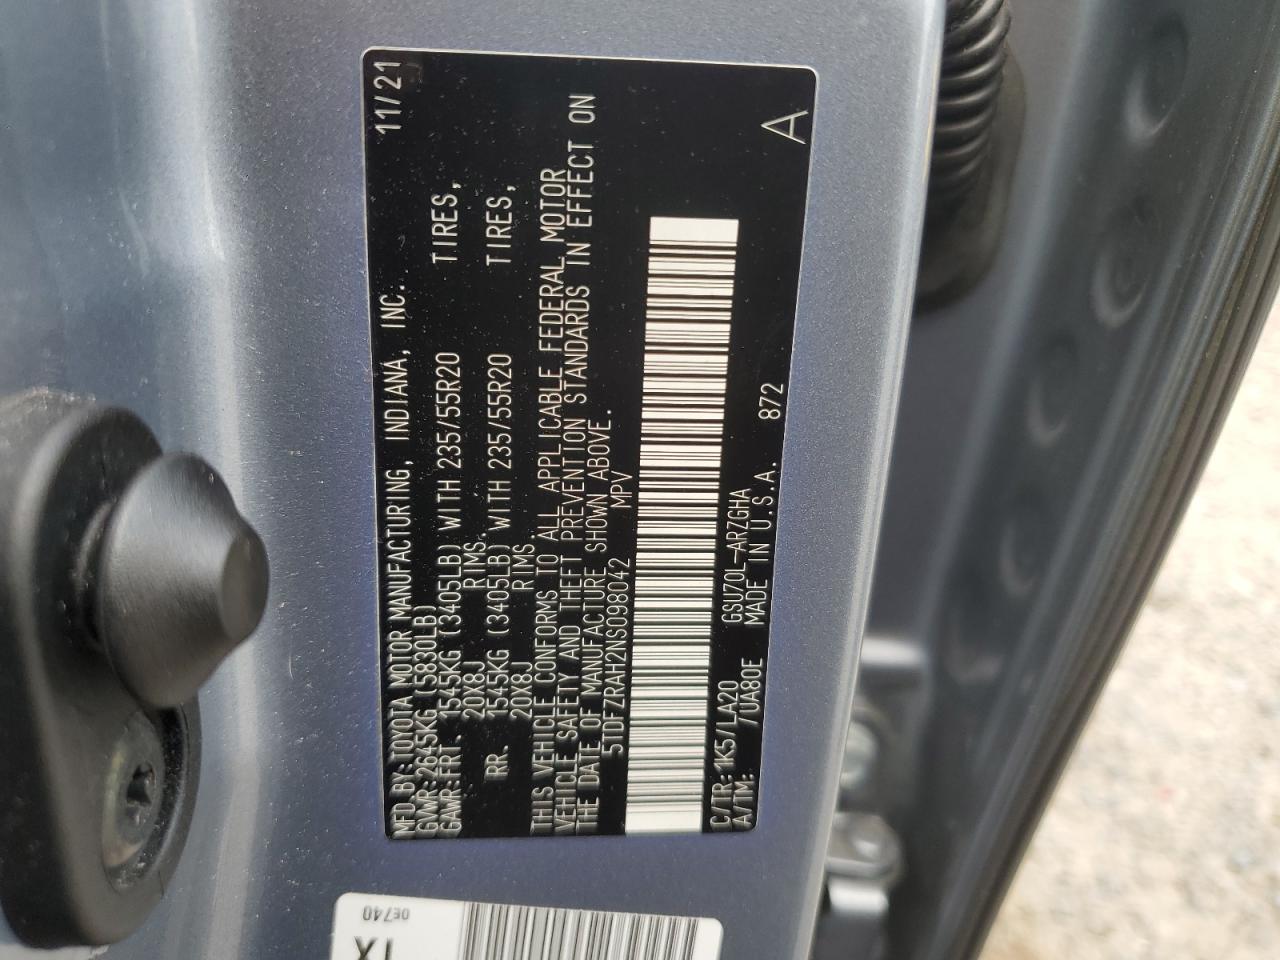 MFD. BY: TOYOTA MOTOR MANUFACTURING, INDIANA, INC. 11/21
GVWR: 2645KG (5830LB)
GAWR: FRT. 1545KG (3405LB) WITH 235/55R20 TIRES,
20X8J RIMS.
RR. 1545KG (3405LB) WITH 235/55R20 TIRES,
20X8J RIMS.
THIS VEHICLE CONFORMS TO ALL APPLICABLE FEDERAL MOTOR
VEHICLE SAFETY AND THEFT PREVENTION STANDARDS IN EFFECT ON
THE DATE OF MANUFACTURE SHOWN ABOVE.
5TDFZRAH2NS098042 MPV
C/TR: 1K5/LA20 GSU70L-ARZGHA
A/TM: /UA80E MADE IN U.S.A. 872
A
0E740
TX